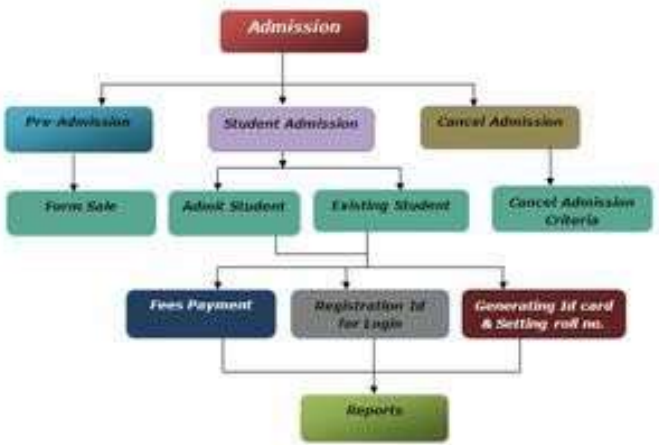 Admission
Pre-Admission
Student Admission
Cancel Admission
Form Sale
Admit Student
Existing Student
Cancel Admission
Criteria
Fees Payment
Registration Id
for Login
Generating Id card
& Setting roll no.
Reports